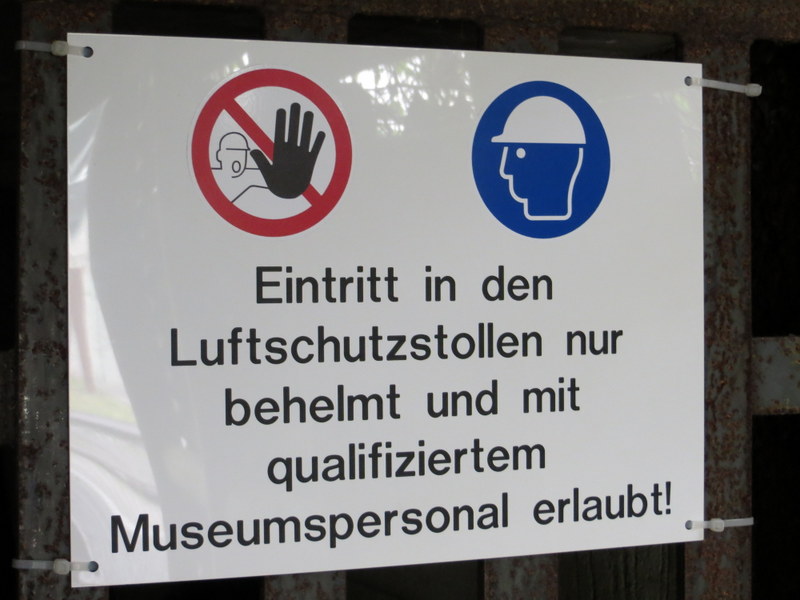 Eintritt in den
Luftschutzstollen nur
behelmt und mit
qualifiziertem
Museumspersonal erlaubt!